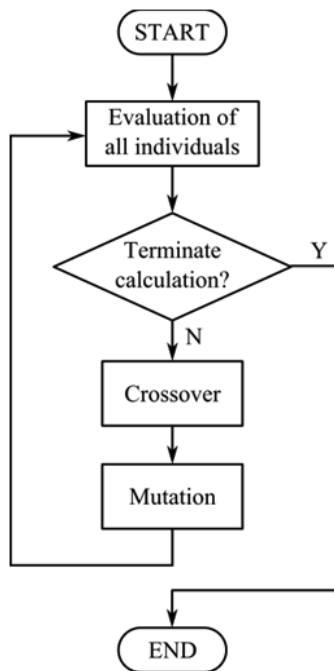 START
Evaluation of
all individuals
Terminate
calculation?
Y
N
Crossover
Mutation
END